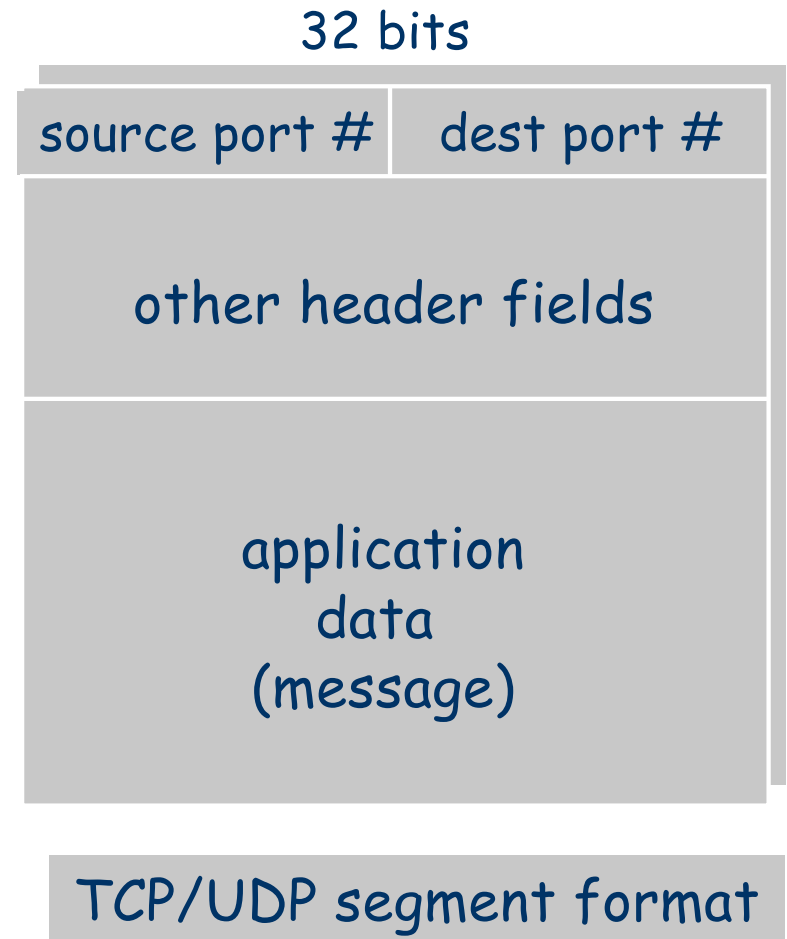 32 bits
source port # dest port #
other header fields
application
data
(message)
TCP/UDP segment format